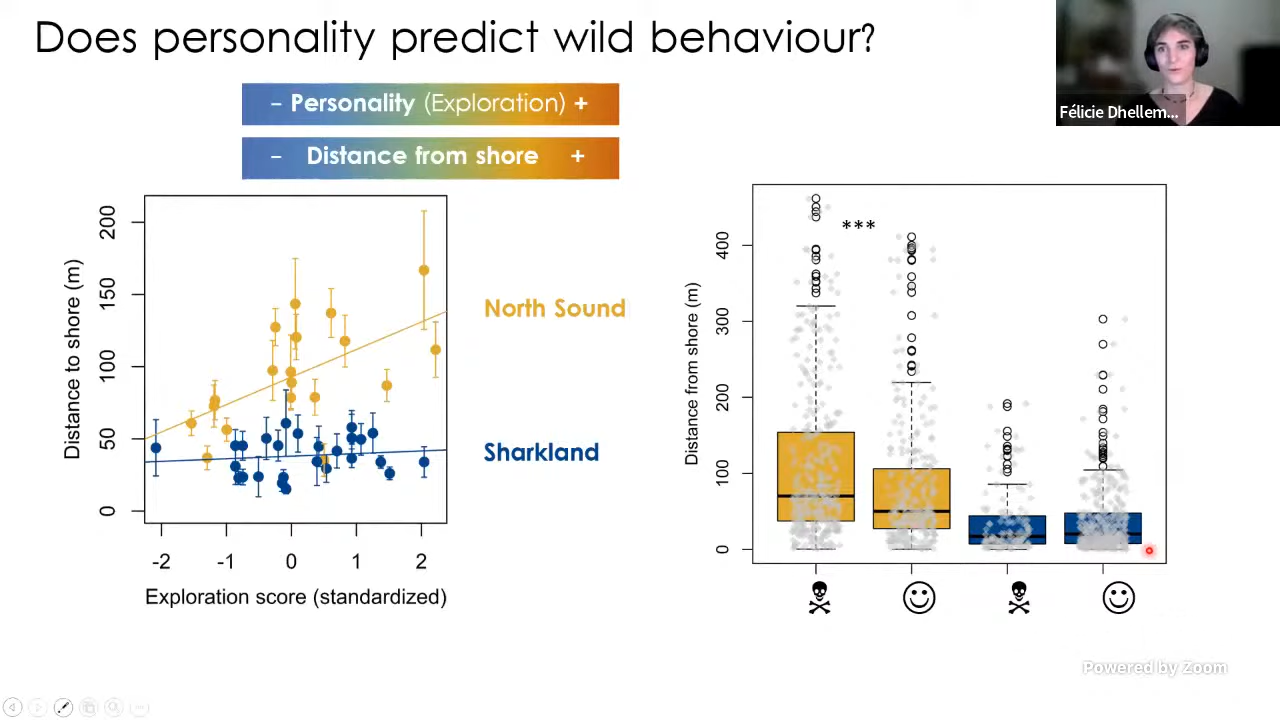 Does personality predict wild behaviour?
Félicie Dhellem...
– Personality (Exploration) +
– Distance from shore +
Distance to shore (m)
200
150
100
50
0
-2 -1 0 1 2
Exploration score (standardized)
North Sound
Sharkland
Distance from shore (m)
400
300
200
100
0
***
Powered by Zoom